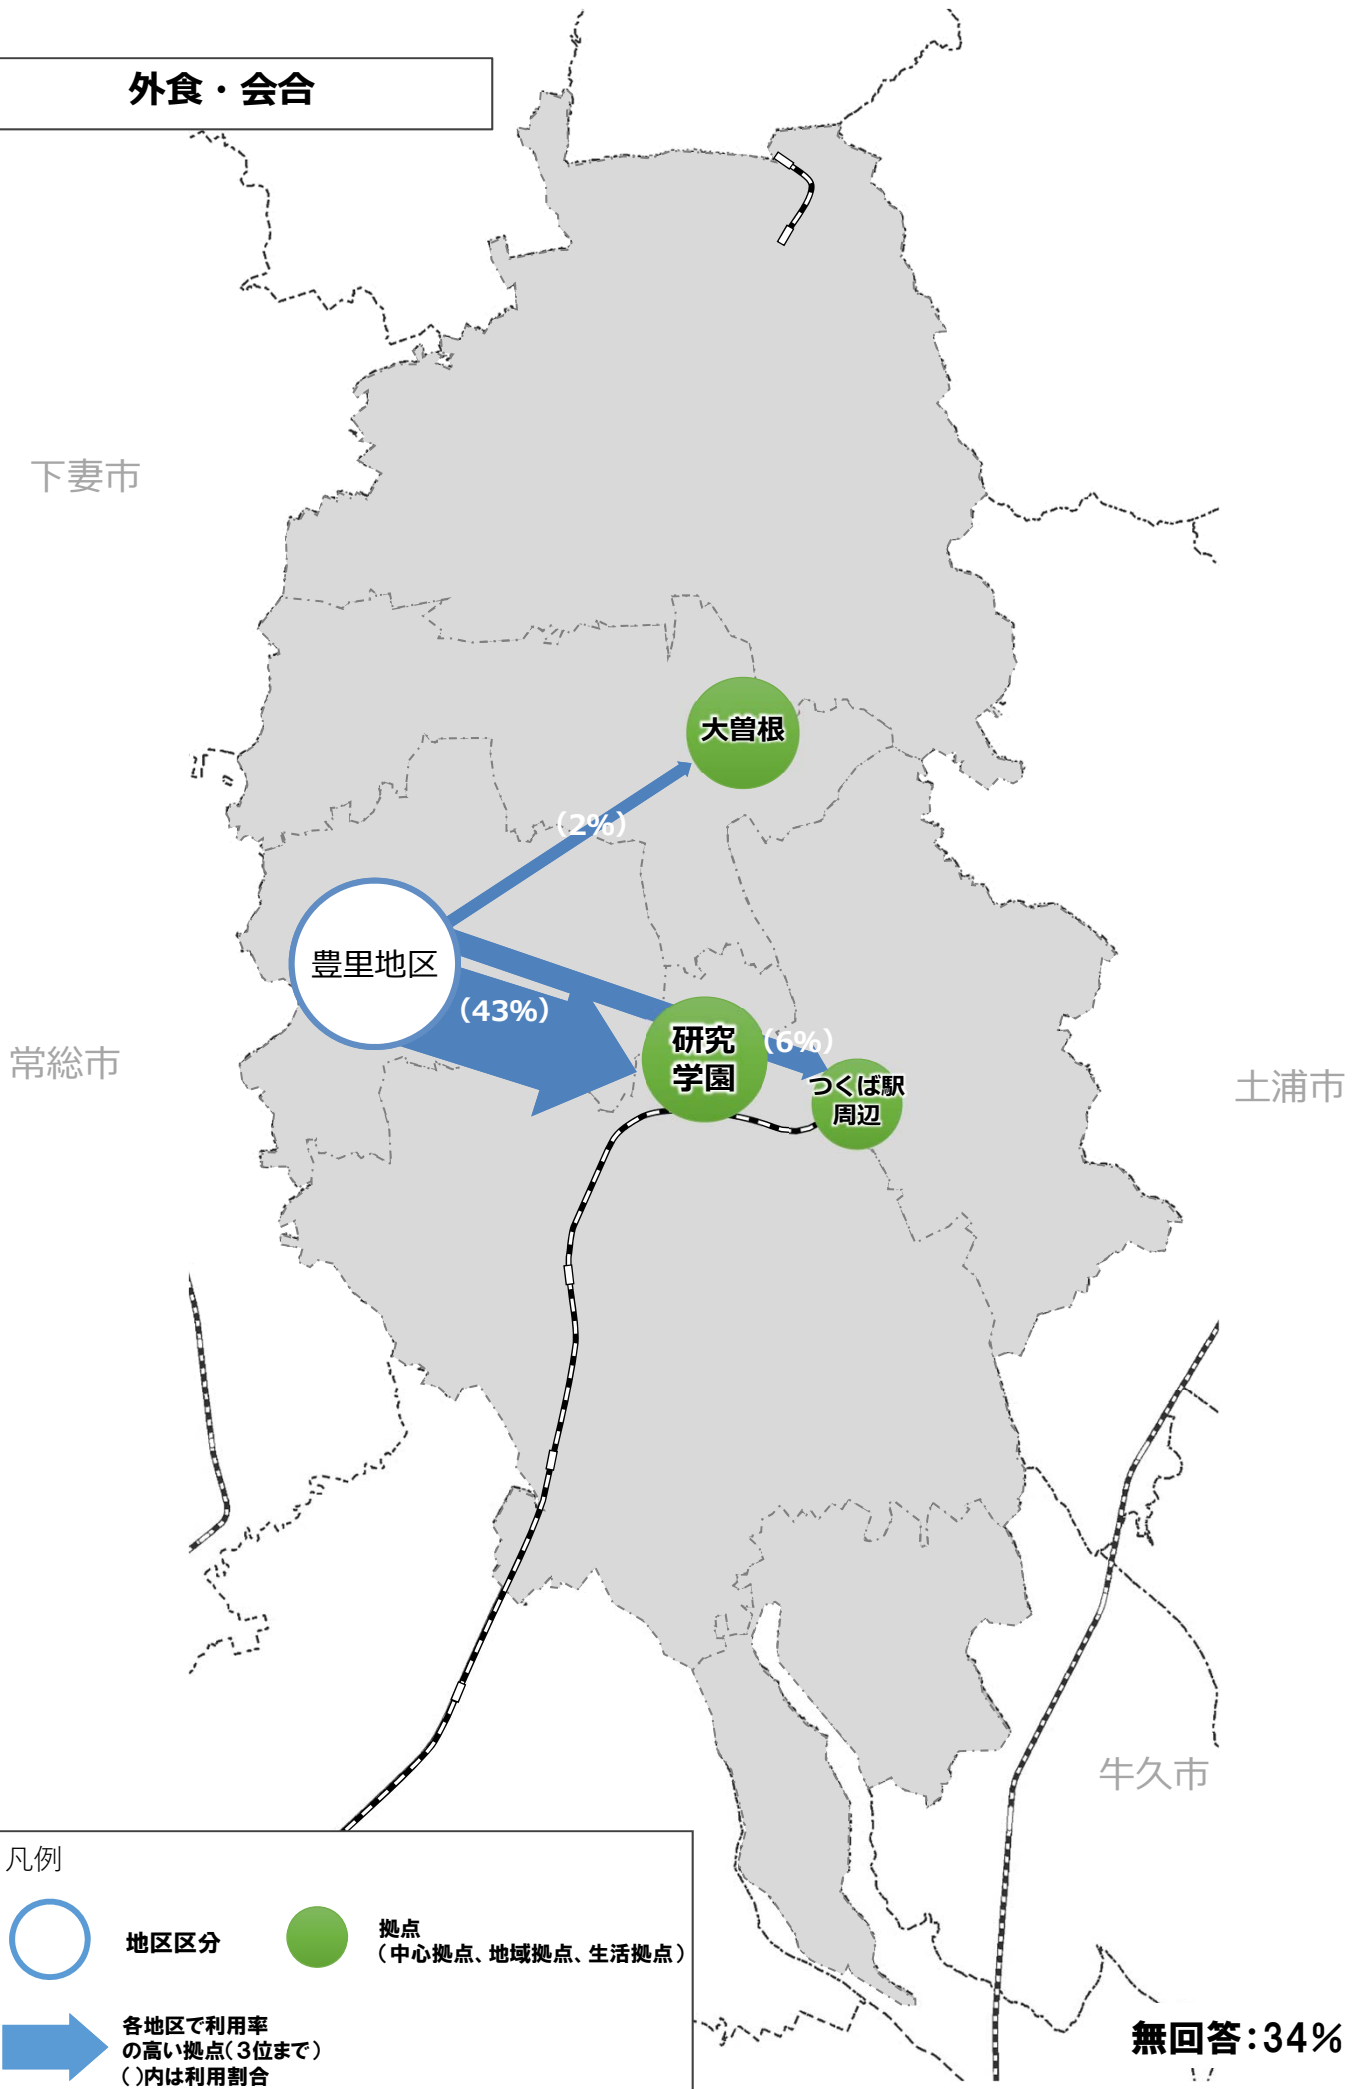 外食・会合
下妻市
大曽根
（2%）
豊里地区
（43%）
研究
学園
（6%）
つくば駅
周辺
常総市
土浦市
牛久市
凡例
地区区分
拠点
（中心拠点、地域拠点、生活拠点）
各地区で利用率
の高い拠点（3位まで）
（ ）内は利用割合
無回答：34%